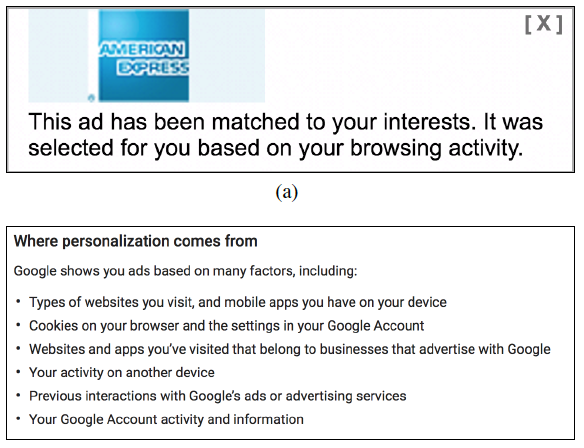 [X]
AMERICAN
EXPRESS
This ad has been matched to your interests. It was
selected for you based on your browsing activity.
(a)
Where personalization comes from
Google shows you ads based on many factors, including:
• Types of websites you visit, and mobile apps you have on your device
• Cookies on your browser and the settings in your Google Account
• Websites and apps you've visited that belong to businesses that advertise with Google
• Your activity on another device
• Previous interactions with Google's ads or advertising services
• Your Google Account activity and information